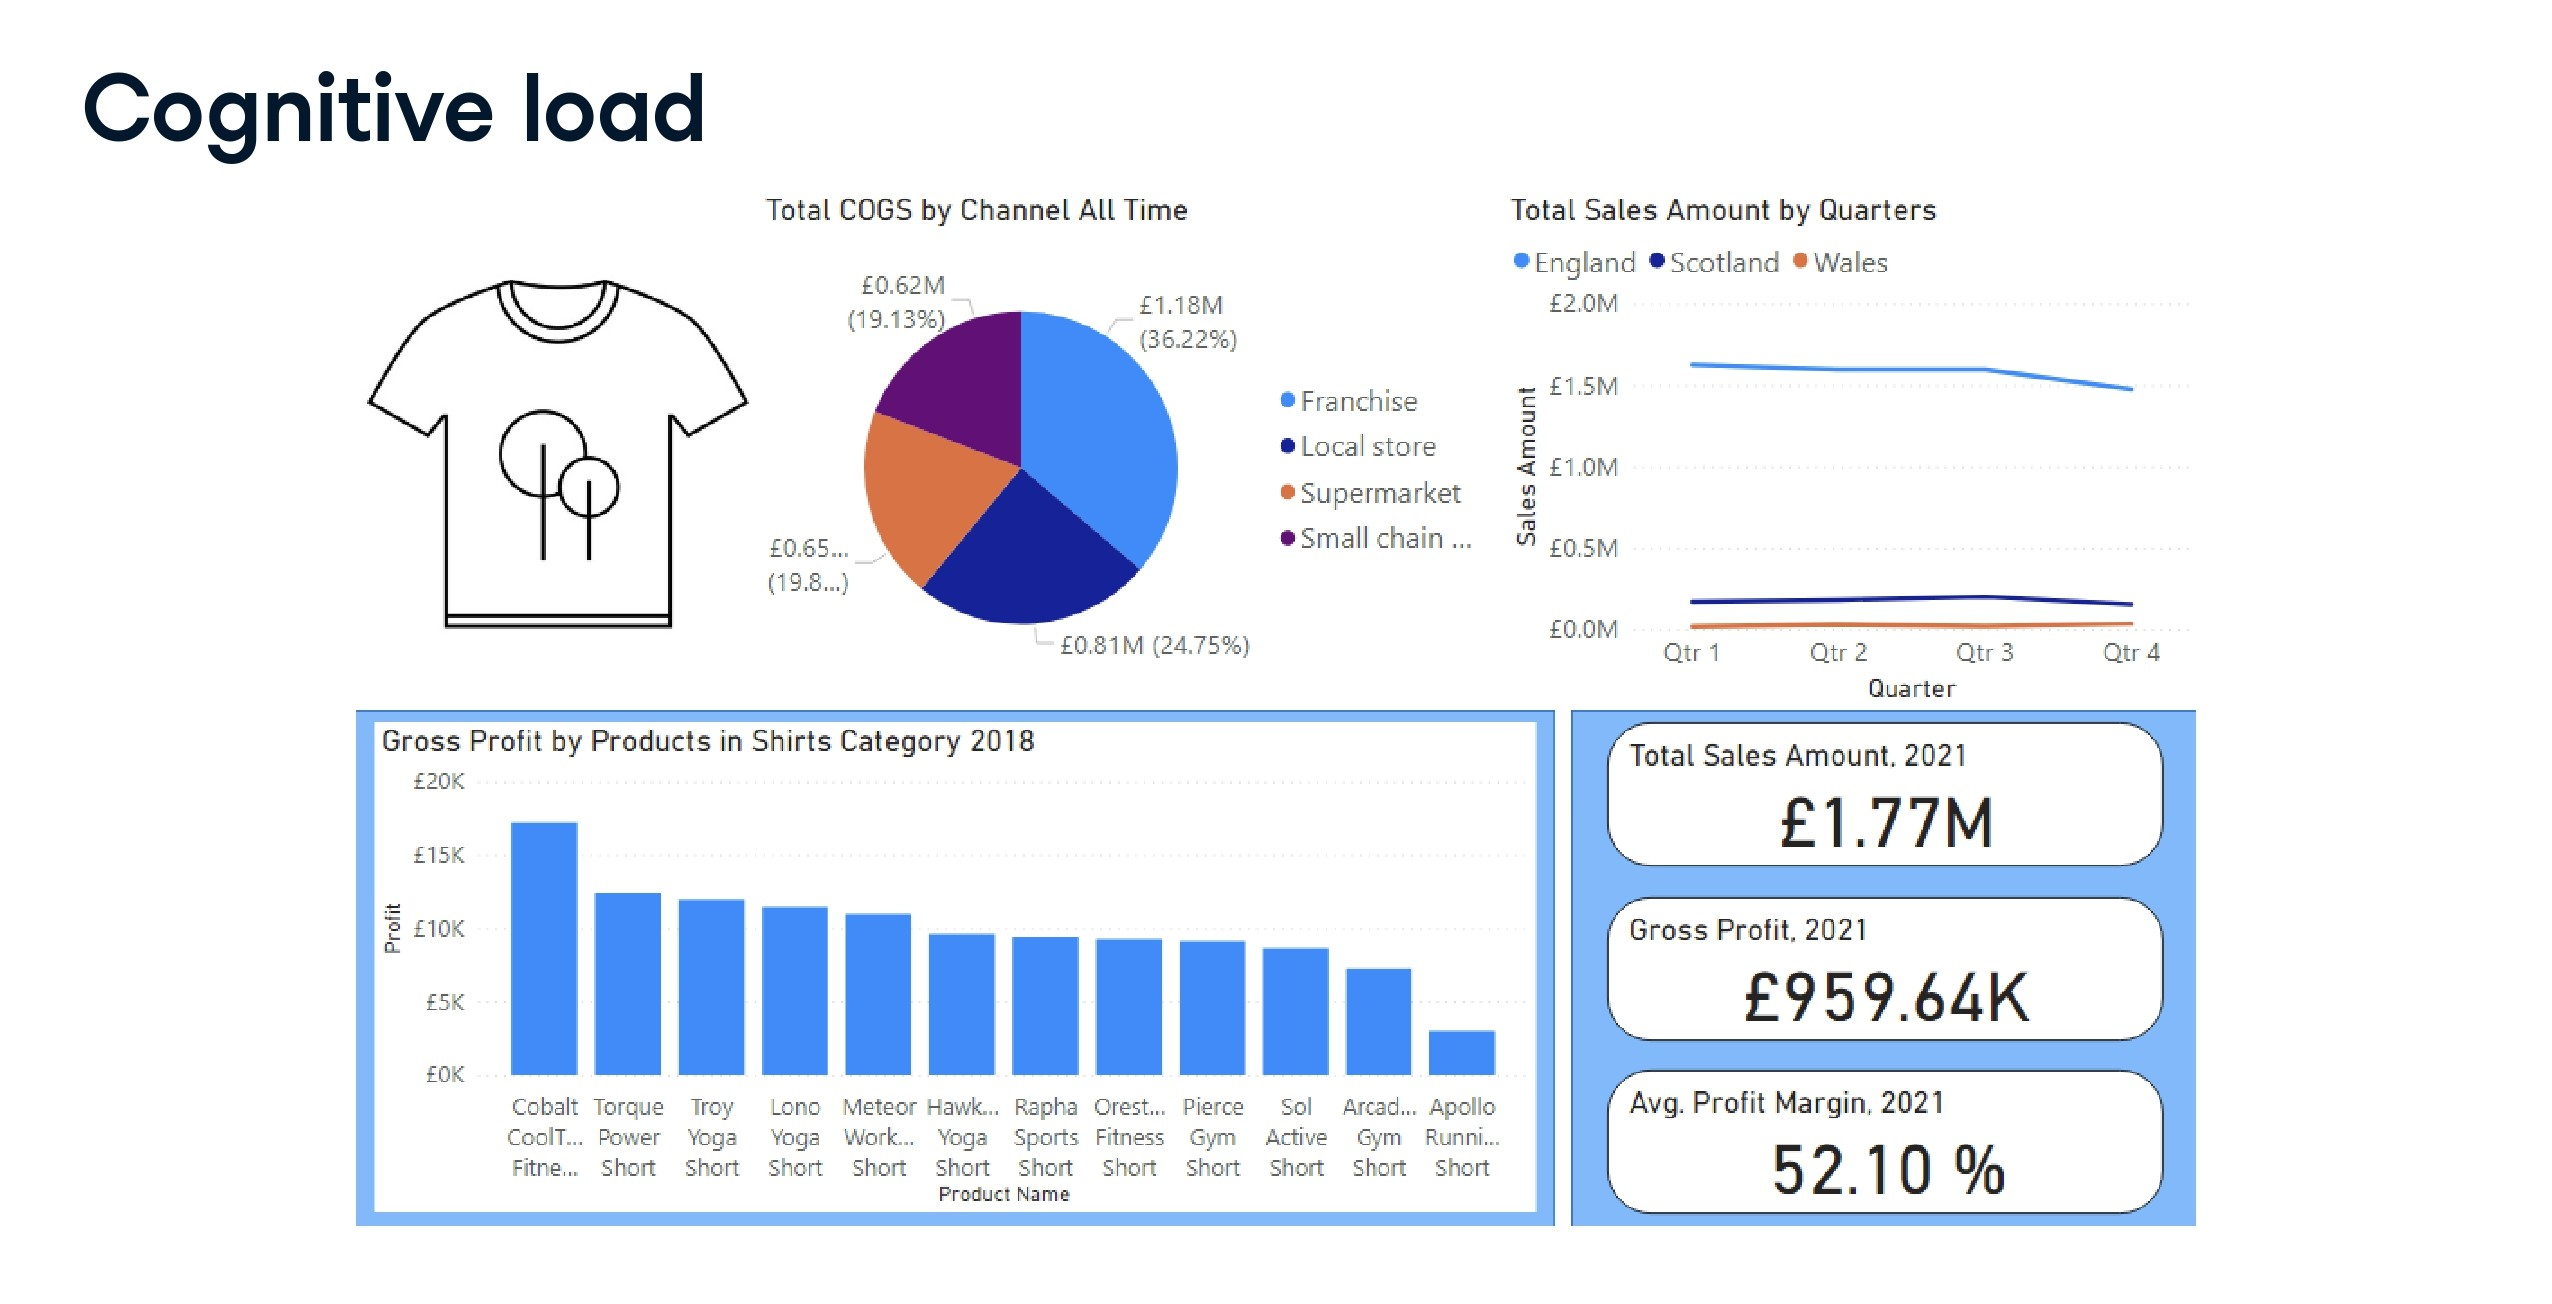 Cognitive load
Total COGS by Channel All Time
£0.62M
(19.13%)
£1.18M
(36.22%)
£0.65...
(19.8...)
£0.81M (24.75%)
Franchise
Local store
Supermarket
Small chain ...
Total Sales Amount by Quarters
England Scotland Wales
£2.0M
£1.5M
£1.0M
£0.5M
£0.0M
Sales Amount
Qtr 1 Qtr 2 Qtr 3 Qtr 4
Quarter
Gross Profit by Products in Shirts Category 2018
£20K
£15K
£10K
£5K
£0K
Profit
Cobalt Torque Troy Lono Meteor Hawk... Rapha Orest... Pierce Sol Arcad... Apollo
CoolT... Power Yoga Yoga Work... Yoga Sports Fitness Gym Active Gym Runni...
Fitne... Short Short Short Short Short Short Short Short Short Short Short
Product Name
Total Sales Amount, 2021
£1.77M
Gross Profit, 2021
£959.64K
Avg. Profit Margin, 2021
52.10 %